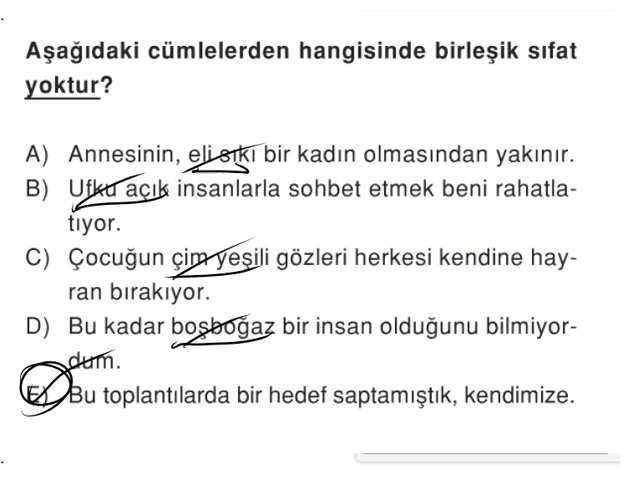 Aşağıdaki cümlelerden hangisinde birleşik sıfat
yoktur?
A) Annesinin, eli sıkı bir kadın olmasından yakınır.
B) Ufku açık insanlarla sohbet etmek beni rahatla-
tıyor.
C) Çocuğun çim yeşili gözleri herkesi kendine hay-
ran bırakıyor.
D) Bu kadar boşboğaz bir insan olduğunu bilmiyor-
dum.
E) Bu toplantılarda bir hedef saptamıştık, kendimize.